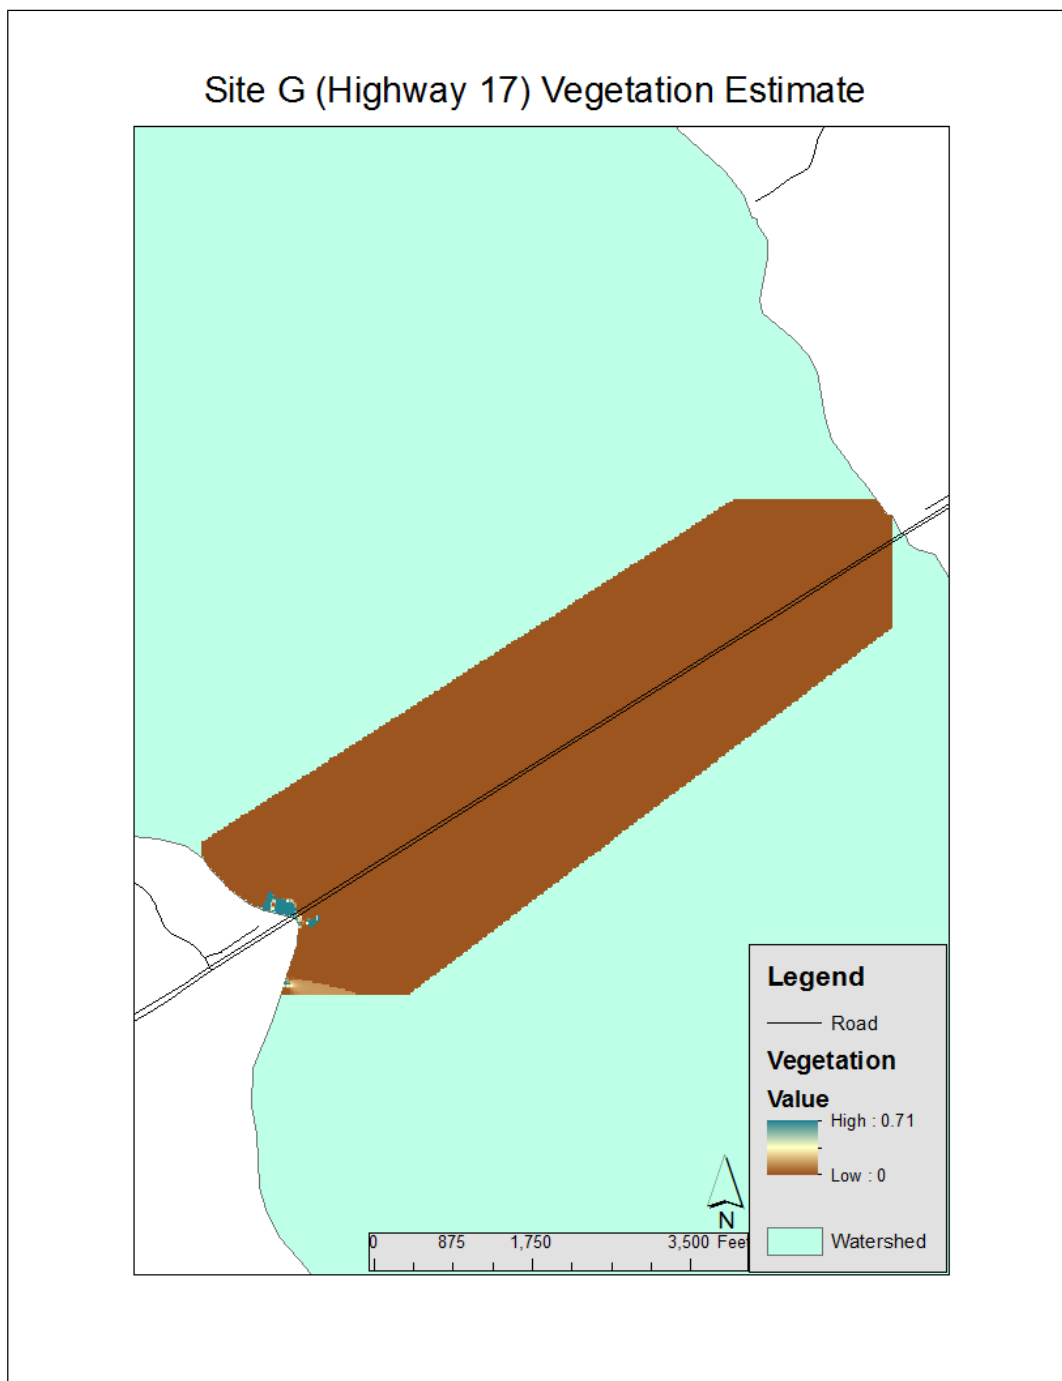 Site G (Highway 17) Vegetation Estimate
Legend
Road
Vegetation
Value
High : 0.71
Low : 0
Watershed
N
0 875 1,750 3,500 Feet